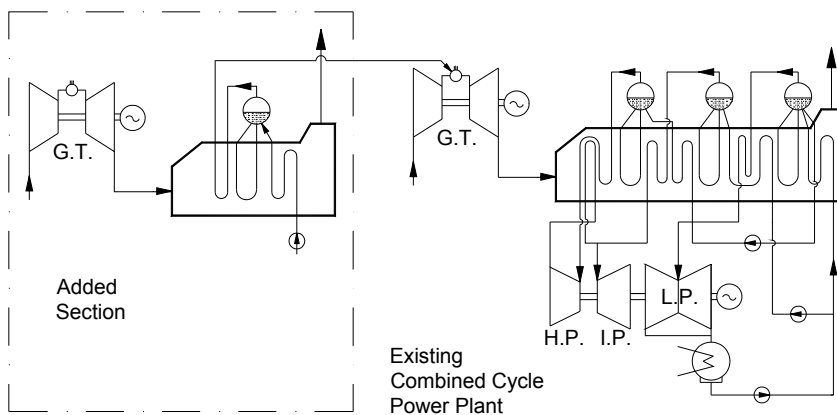 G.T.
G.T.
Added
Section
L.P.
H.P.
I.P.
Existing
Combined Cycle
Power Plant